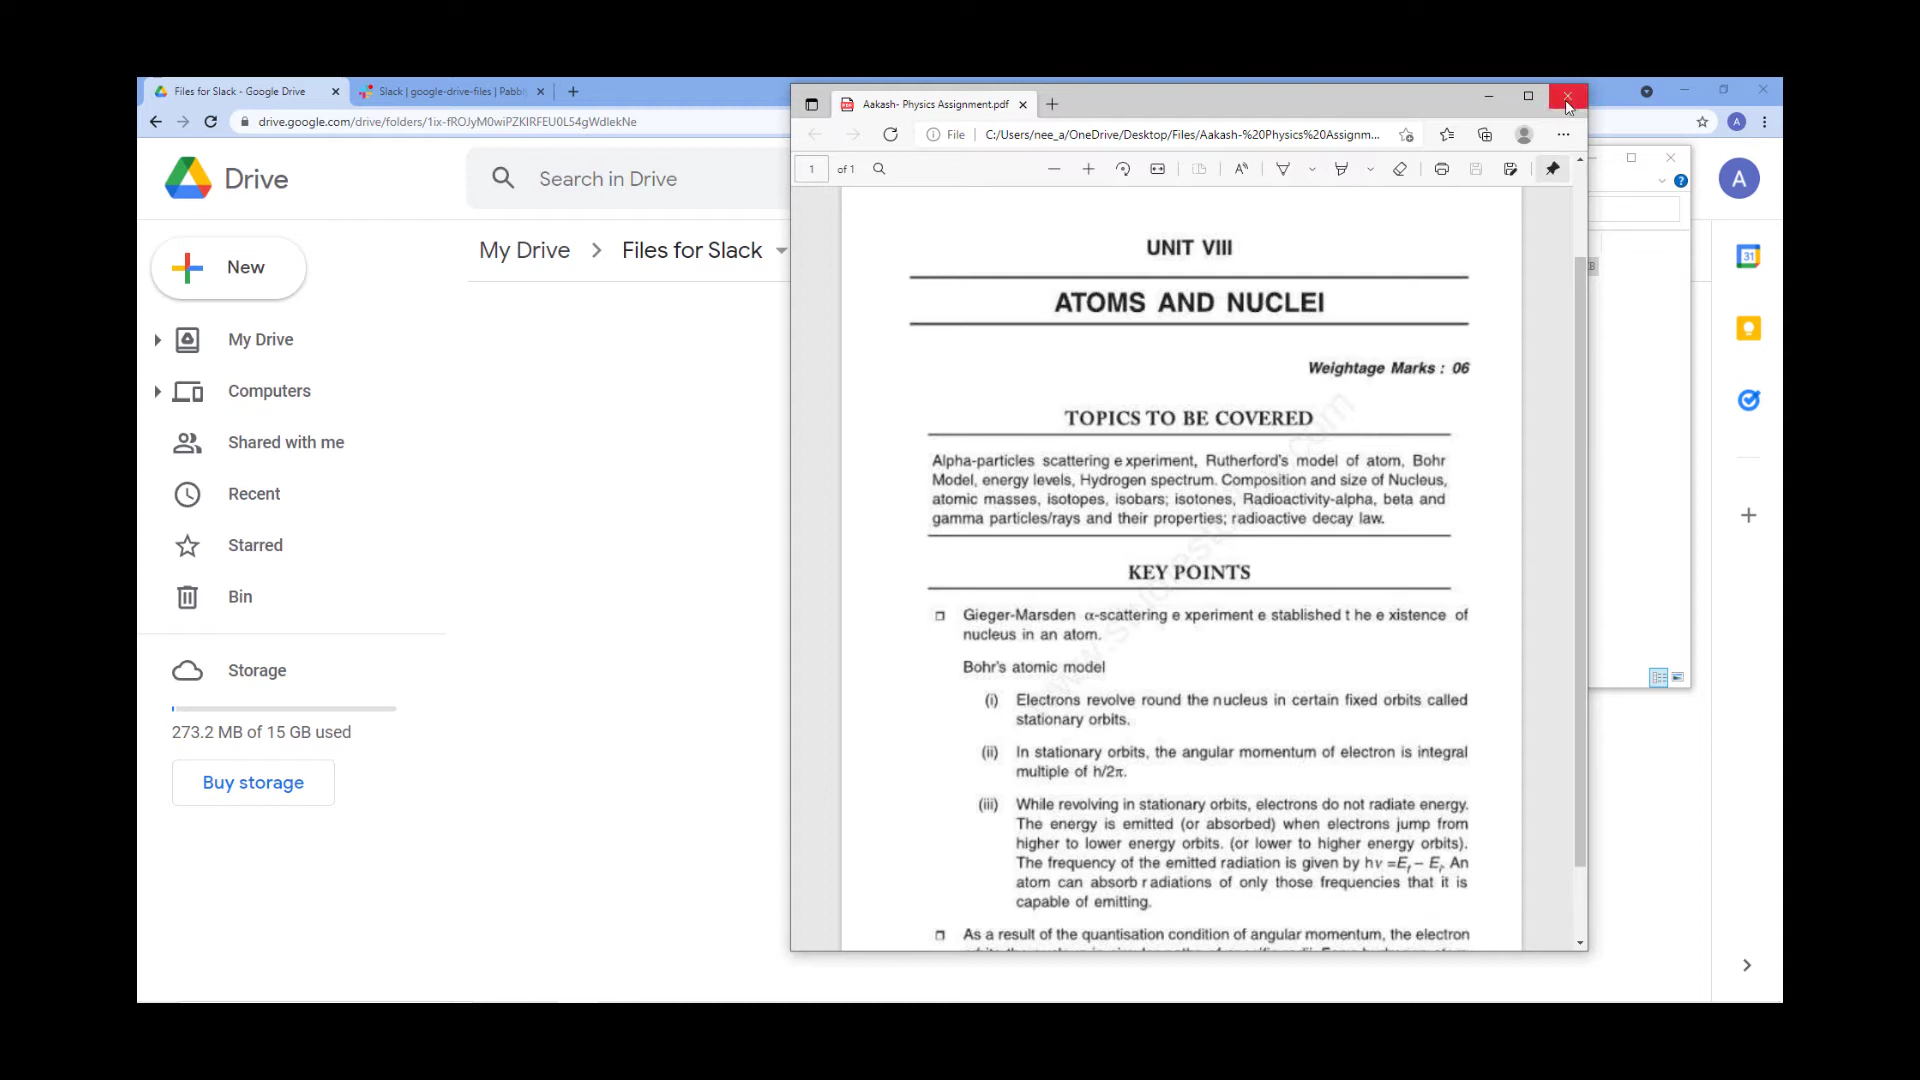 Files for Slack - Google Drive
Slack | google-drive-files | Pabbl
drive.google.com/drive/folders/1ix-fROJyM0wiPZKIRFEU0L54gWdlekNe
A
Drive
Search in Drive
A
New
My Drive
Computers
Shared with me
Recent
Starred
Bin
Storage
273.2 MB of 15 GB used
Buy storage
My Drive > Files for Slack
31
Aakash- Physics Assignment.pdf
File C:/Users/nee_a/OneDrive/Desktop/Files/Aakash-%20Physics%20Assignm...
1 of 1
UNIT VIII
ATOMS AND NUCLEI
Weightage Marks : 06
TOPICS TO BE COVERED
Alpha-particles scattering e xperiment, Rutherford's model of atom, Bohr
Model, energy levels, Hydrogen spectrum. Composition and size of Nucleus,
atomic masses, isotopes, isobars; isotones, Radioactivity-alpha, beta and
gamma particles/rays and their properties; radioactive decay law.
KEY POINTS
Gieger-Marsden α-scattering e xperiment e stablished t he e xistence of
nucleus in an atom.
Bohr's atomic model
(i) Electrons revolve round the nucleus in certain fixed orbits called
stationary orbits.
(ii) In stationary orbits, the angular momentum of electron is integral
multiple of h/2π.
(iii) While revolving in stationary orbits, electrons do not radiate energy.
The energy is emitted (or absorbed) when electrons jump from
higher to lower energy orbits. (or lower to higher energy orbits).
The frequency of the emitted radiation is given by hν =Ef – Ei. An
atom can absorb r adiations of only those frequencies that it is
capable of emitting.
As a result of the quantisation condition of angular momentum, the electron